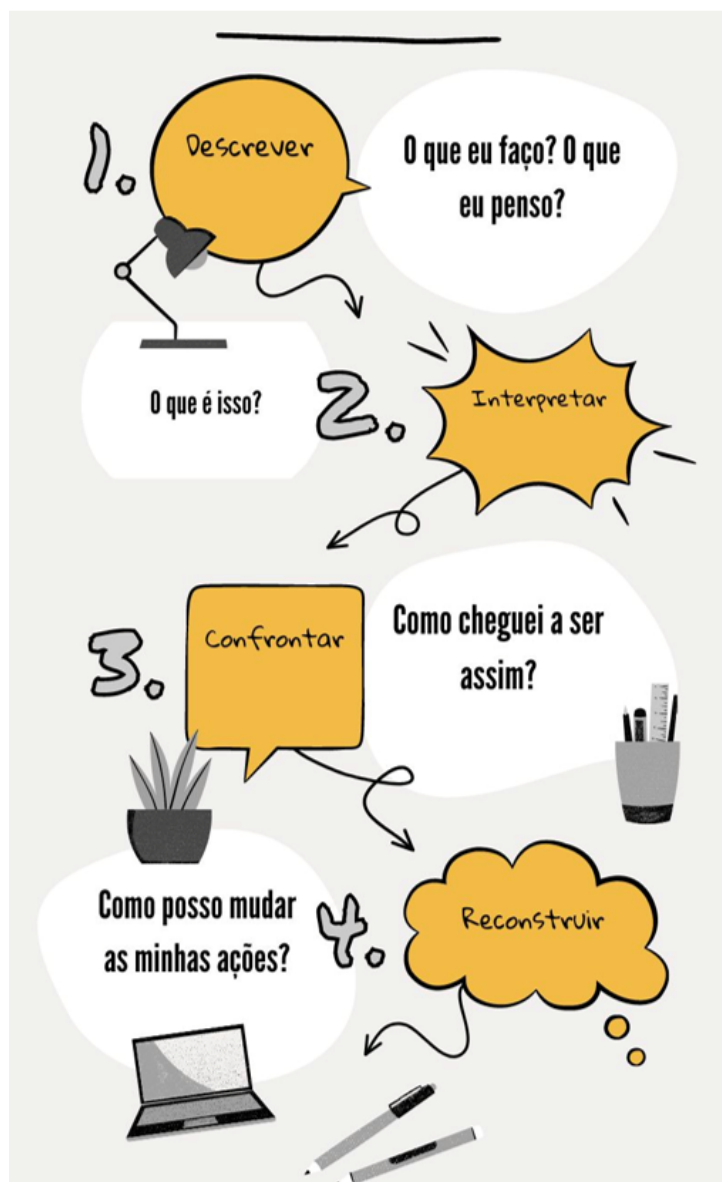 1.
Descrever
O que eu faço? O que
eu penso?
O que é isso?
2.
Interpretar
3.
Confrontar
Como cheguei a ser
assim?
Como posso mudar
as minhas ações?
4.
Reconstruir